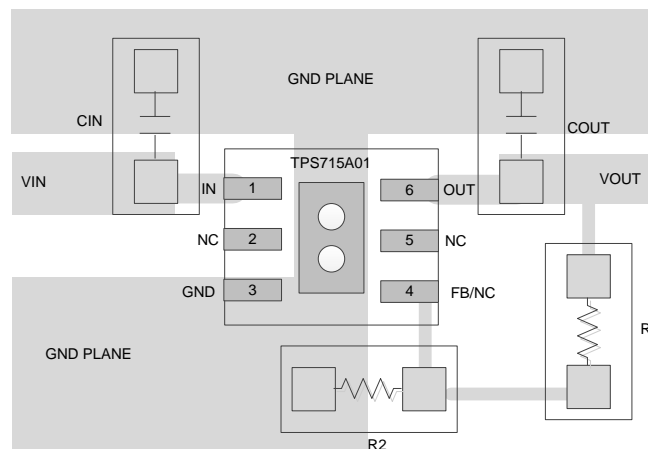 GND PLANE
CIN
COUT
TPS715A01
VIN
IN
1
6
OUT
VOUT
NC
2
5
NC
GND
3
4
FB/NC
R
GND PLANE
R2